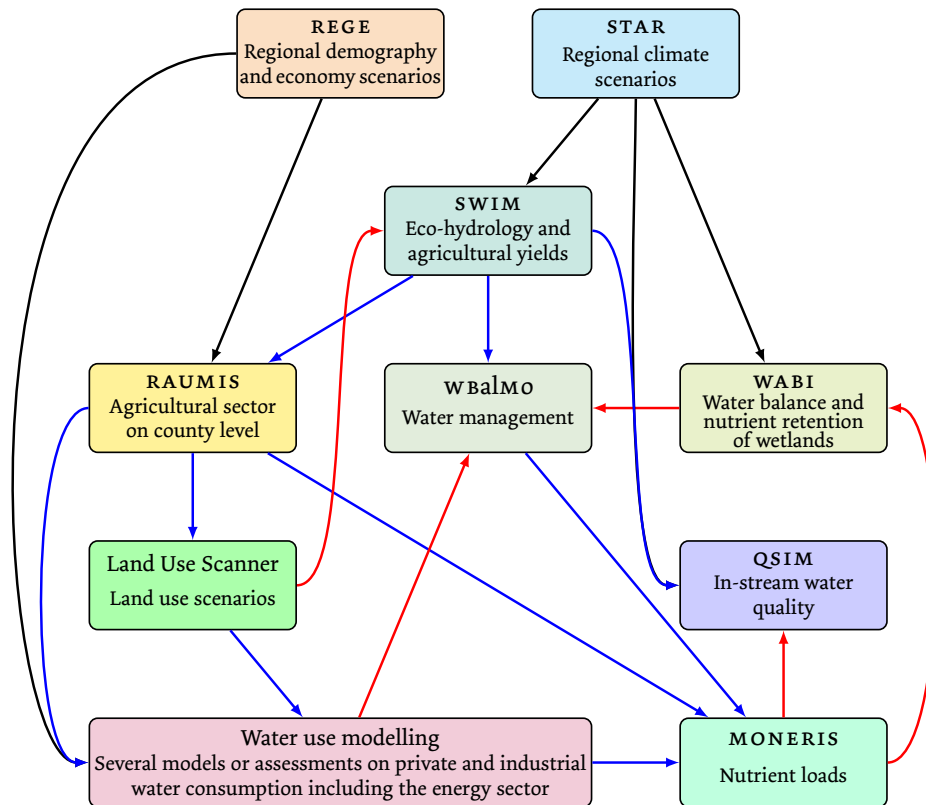 REGE
Regional demography
and economy scenarios
STAR
Regional climate
scenarios
SWIM
Eco-hydrology and
agricultural yields
RAUMIS
Agricultural sector
on county level
WBalMo
Water management
WABI
Water balance and
nutrient retention
of wetlands
Land Use Scanner
Land use scenarios
QSIM
In-stream water
quality
Water use modelling
Several models or assessments on private and industrial
water consumption including the energy sector
MONERIS
Nutrient loads